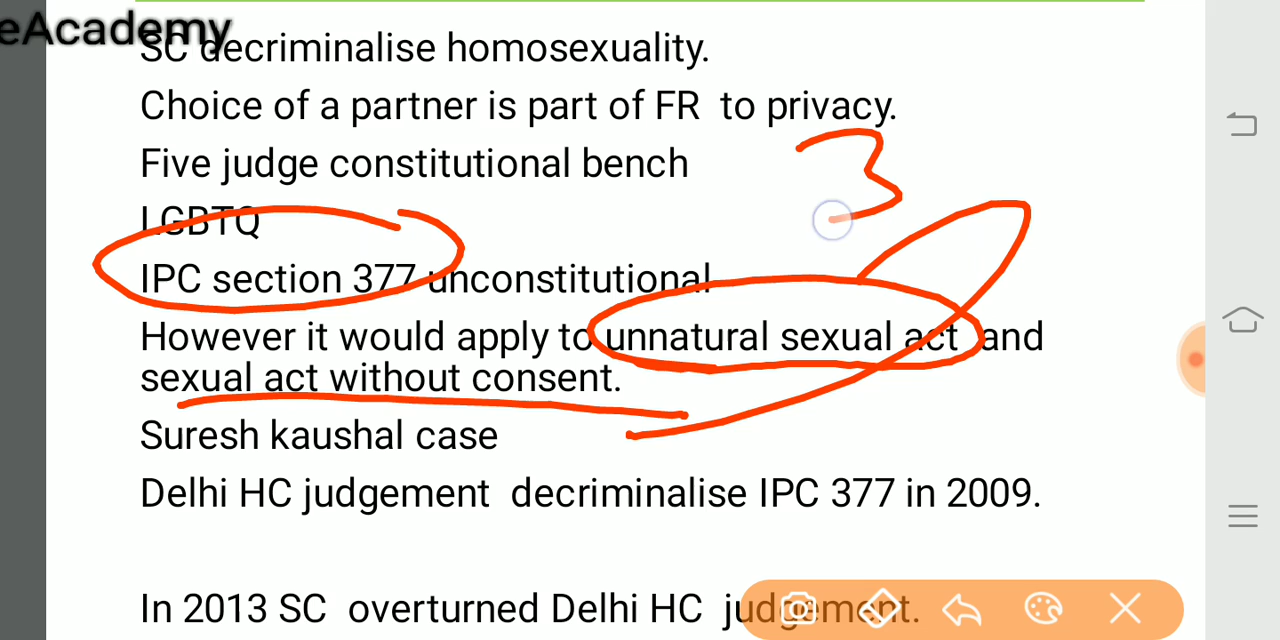 eAcademy
SC decriminalise homosexuality.
Choice of a partner is part of FR to privacy.
Five judge constitutional bench
3
LGBTQ
IPC section 377 unconstitutional
However it would apply to unnatural sexual act and
sexual act without consent.
Suresh kaushal case
Delhi HC judgement decriminalise IPC 377 in 2009.
In 2013 SC overturned Delhi HC judgement.